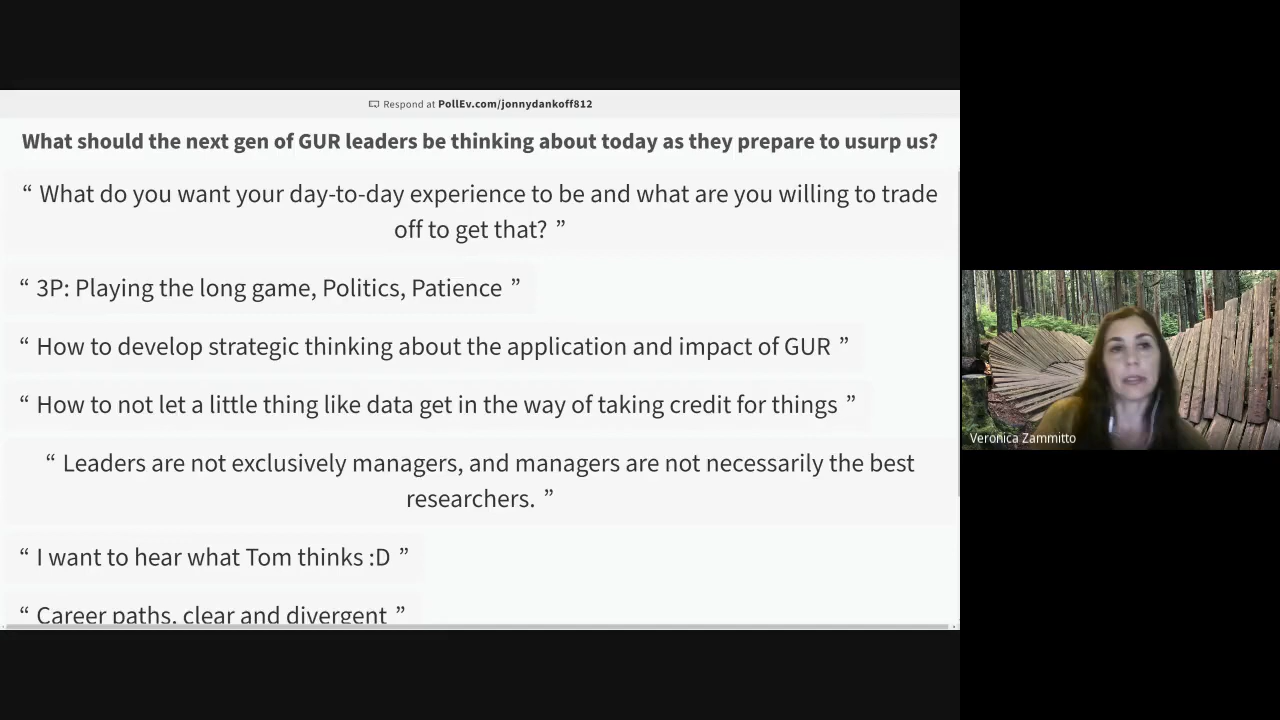 Respond at PollEv.com/jonnydankoff812
What should the next gen of GUR leaders be thinking about today as they prepare to usurp us?
“ What do you want your day-to-day experience to be and what are you willing to trade
off to get that? ”
“ 3P: Playing the long game, Politics, Patience ”
“ How to develop strategic thinking about the application and impact of GUR ”
“ How to not let a little thing like data get in the way of taking credit for things ”
“ Leaders are not exclusively managers, and managers are not necessarily the best
researchers. ”
“ I want to hear what Tom thinks :D ”
“ Career paths, clear and divergent ”
Veronica Zammitto